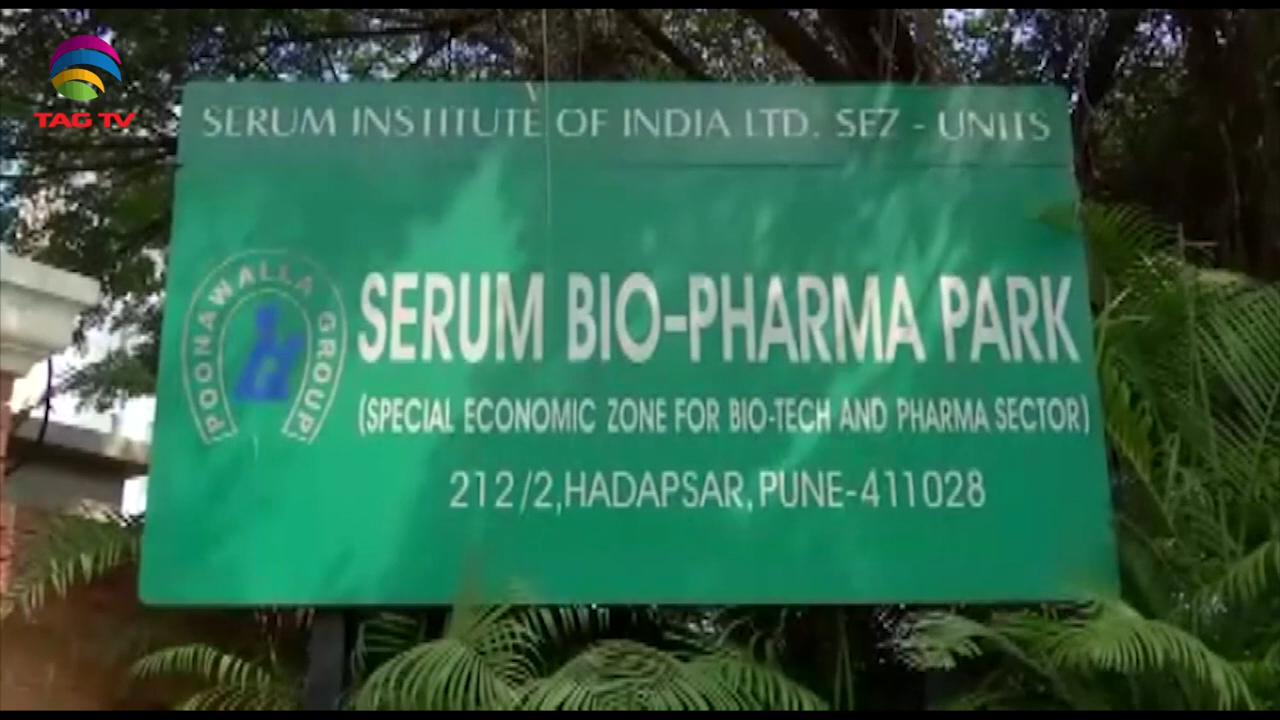 TAG TV
SERUM INSTITUTE OF INDIA LTD. SEZ - UNITS
POONAWALLA GROUP
SERUM BIO-PHARMA PARK
(SPECIAL ECONOMIC ZONE FOR BIO-TECH AND PHARMA SECTOR)
212/2,HADAPSAR,PUNE-411028